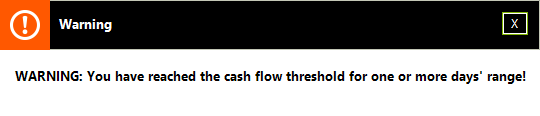 Warning
X
WARNING: You have reached the cash flow threshold for one or more days' range!